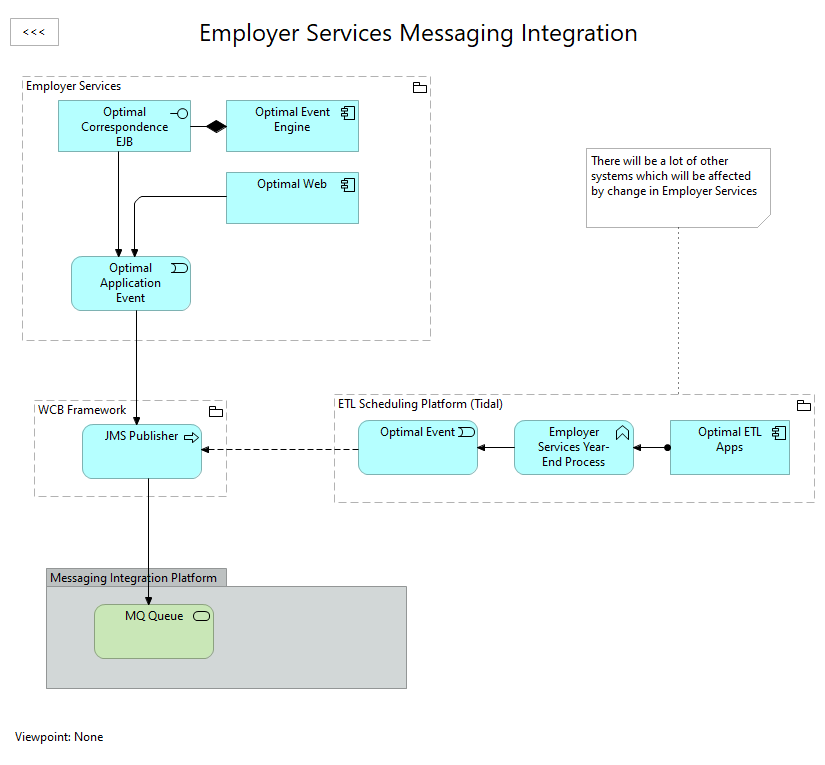 <<<
Employer Services Messaging Integration
Employer Services
Optimal
Correspondence
EJB
Optimal Event
Engine
Optimal Web
There will be a lot of other
systems which will be affected
by change in Employer Services
Optimal
Application
Event
WCB Framework
JMS Publisher
ETL Scheduling Platform (Tidal)
Optimal Event
Employer
Services Year-
End Process
Optimal ETL
Apps
Messaging Integration Platform
MQ Queue
Viewpoint: None